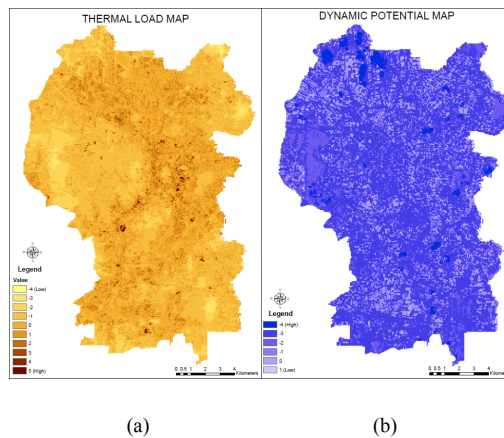 THERMAL LOAD MAP
Legend
Value
-4 (Low)
-3
-2
-1
0
1
2
3
4
5 (High)
0 0.5 1 2 3 4
Kilometers
DYNAMIC POTENTIAL MAP
Legend
-4 (High)
-3
-2
-1
0
1 (Low)
0 0.5 1 2 3 4
Kilometers
(a)
(b)